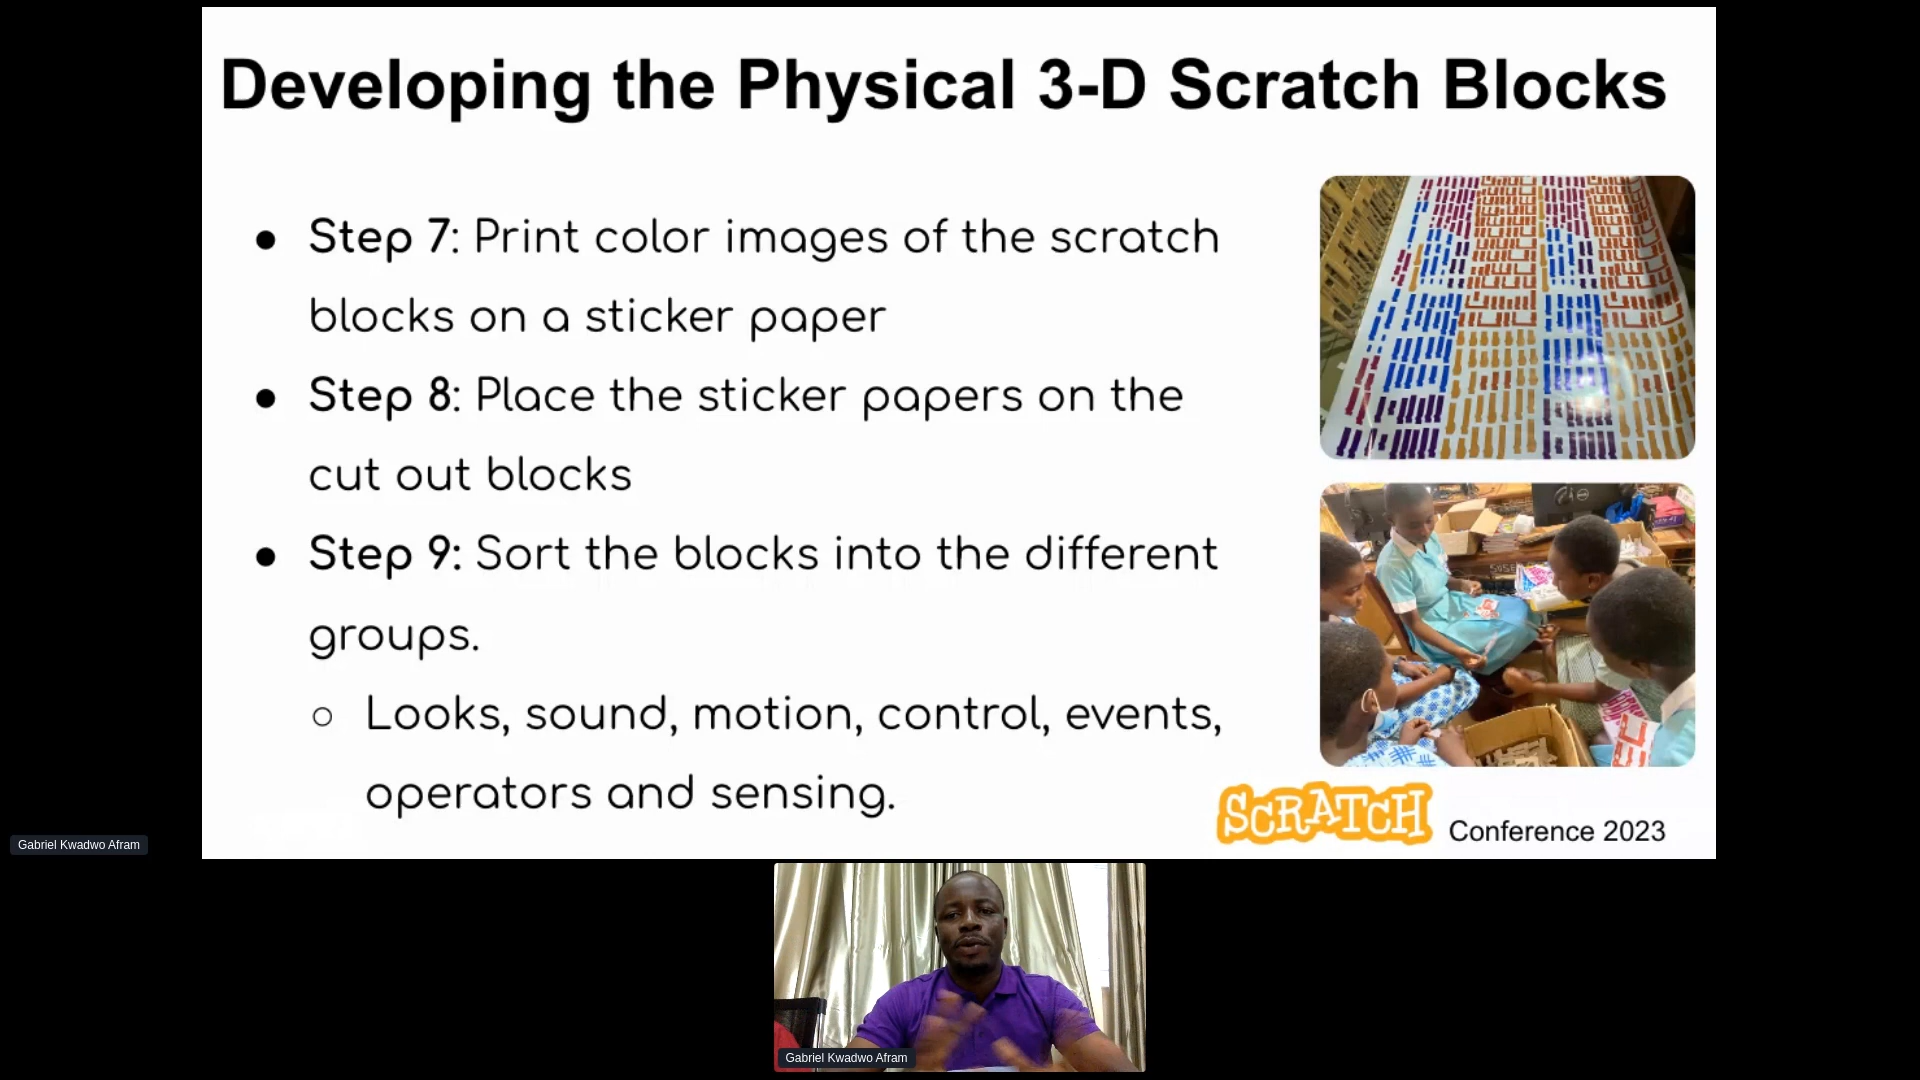 Developing the Physical 3-D Scratch Blocks
● Step 7: Print color images of the scratch
blocks on a sticker paper
● Step 8: Place the sticker papers on the
cut out blocks
● Step 9: Sort the blocks into the different
groups.
○ Looks, sound, motion, control, events,
operators and sensing.
SCRATCH
Conference 2023
Gabriel Kwadwo Afram
Gabriel Kwadwo Afram